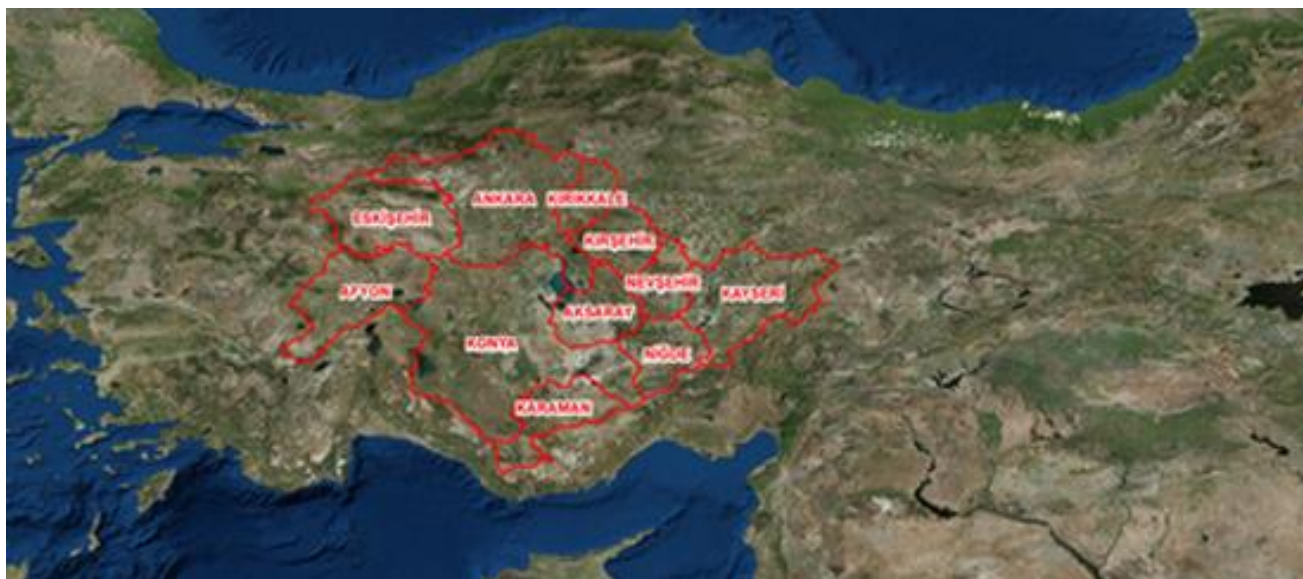 ANKARA KIRIKKALE
ESKİŞEHİR
KIRŞEHİR
NEVŞEHİR
AFYON
KAYSERİ
AKSARAY
KONYA
NİĞDE
KARAMAN